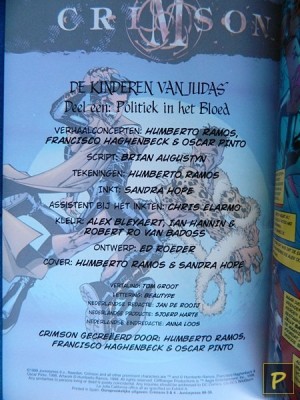 CRIMSON
DE KINDEREN VAN JUDAS
Deel een: Politiek in het Bloed
VERHAALCONCEPTEN: HUMBERTO RAMOS,
FRANCISCO HAGHENBECK & OSCAR PINTO
SCRIPT: BRIAN AUGUSTYN
TEKENINGEN: HUMBERTO RAMOS
INKT: SANDRA HOPE
ASSISTENT BIJ HET INKTEN: CHRIS ELARMO
KLEUR: ALEX BLEYAERT, IAN HANNIN &
ROBERT RO VAN BADOSS
ONTWERP: ED ROEDER
COVER: HUMBERTO RAMOS & SANDRA HOPE
VERTALING: TOM GROOT
LETTERING: BEAUTYPE
NEDERLANDSE REDACTIE: JAN DE ROOIJ
NEDERLANDSE PRODUCTIE: SJOERD HARTE
NEDERLANDSE EINDREDACTIE: ANNA LOOS
CRIMSON GECREËERD DOOR: HUMBERTO RAMOS,
FRANCISCO HAGHENBECK & OSCAR PINTO
P